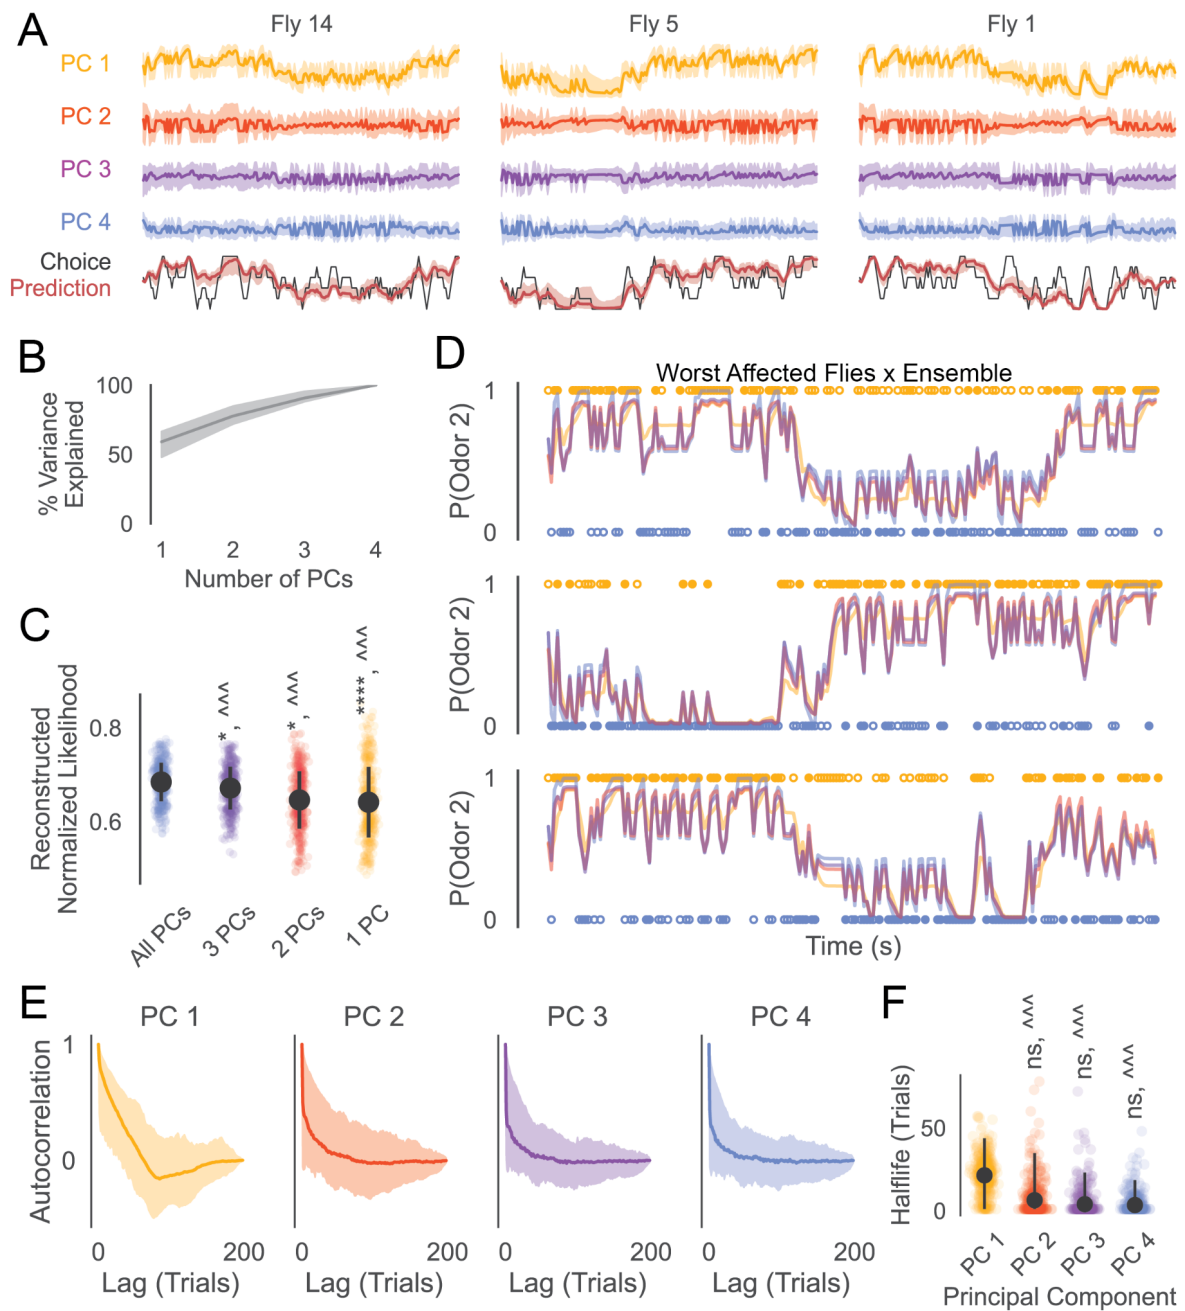 A
Fly 14
Fly 5
Fly 1
PC 1
PC 2
PC 3
PC 4
Choice
Prediction
B
% Variance
Explained
100
50
0
1 2 3 4
Number of PCs
C
Reconstructed
Normalized Likelihood
0.8
0.6
*, ^^^
*, ^^^
****, ^^^
All PCs
3 PCs
2 PCs
1 PC
D
Worst Affected Flies x Ensemble
P(Odor 2)
1
0
P(Odor 2)
1
0
P(Odor 2)
1
0
Time (s)
E
PC 1
PC 2
PC 3
PC 4
Autocorrelation
1
0
0 200
0 200
0 200
0 200
Lag (Trials)
Lag (Trials)
Lag (Trials)
Lag (Trials)
F
Halflife (Trials)
50
0
ns, ^^^
ns, ^^^
ns, ^^^
PC 1
PC 2
PC 3
PC 4
Principal Component